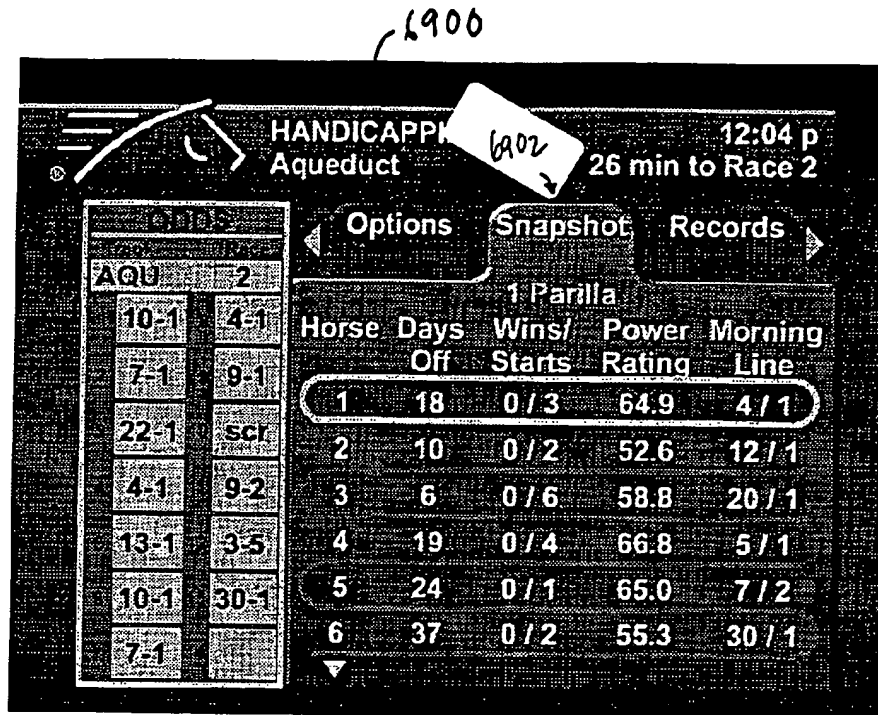 6900
HANDICAPPI
6902
12:04 p
Aqueduct
26 min to Race 2
®
ODDS
Options
Snapshot
Records
AQU 2
1 Parilla
10-1 4-1
Horse Days Off Wins/ Starts Power Rating Morning Line
7-1 9-1
1 18 0 / 3 64.9 4 / 1
22-1 scr
2 10 0 / 2 52.6 12 / 1
4-1 9-2
3 6 0 / 6 58.8 20 / 1
13-1 3-5
4 19 0 / 4 66.8 5 / 1
10-1 30-1
5 24 0 / 1 65.0 7 / 2
7-1
6 37 0 / 2 55.3 30 / 1